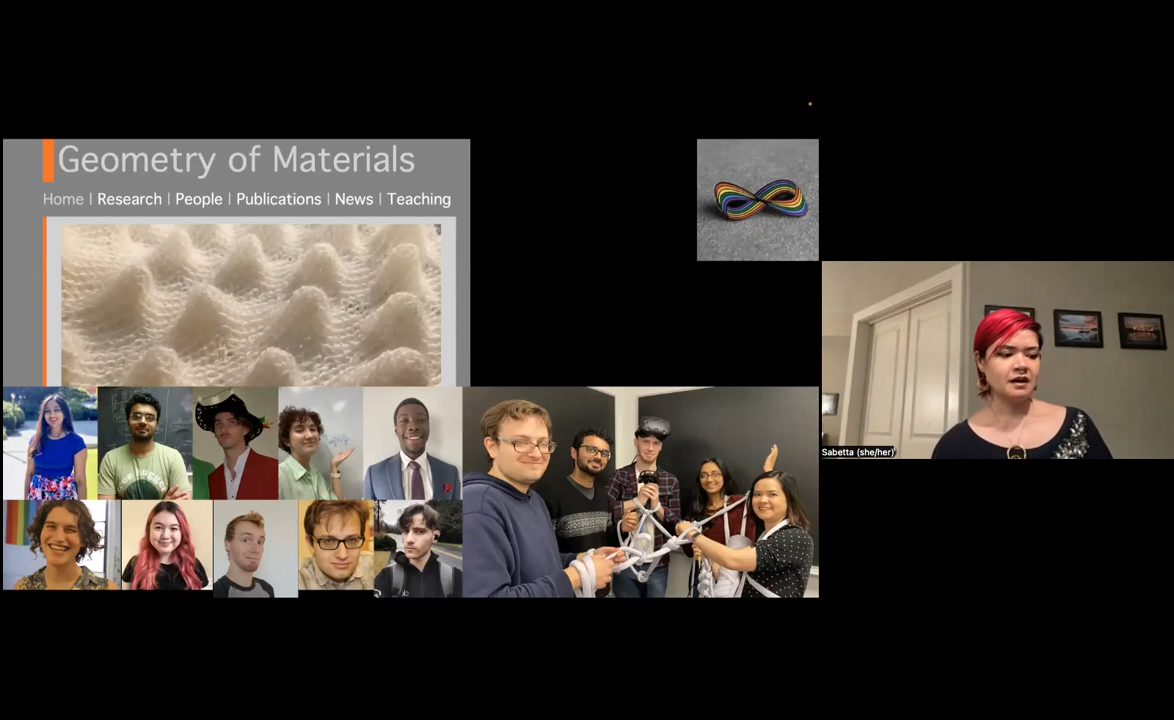 Geometry of Materials
Home | Research | People | Publications | News | Teaching
Sabetta (she/her)